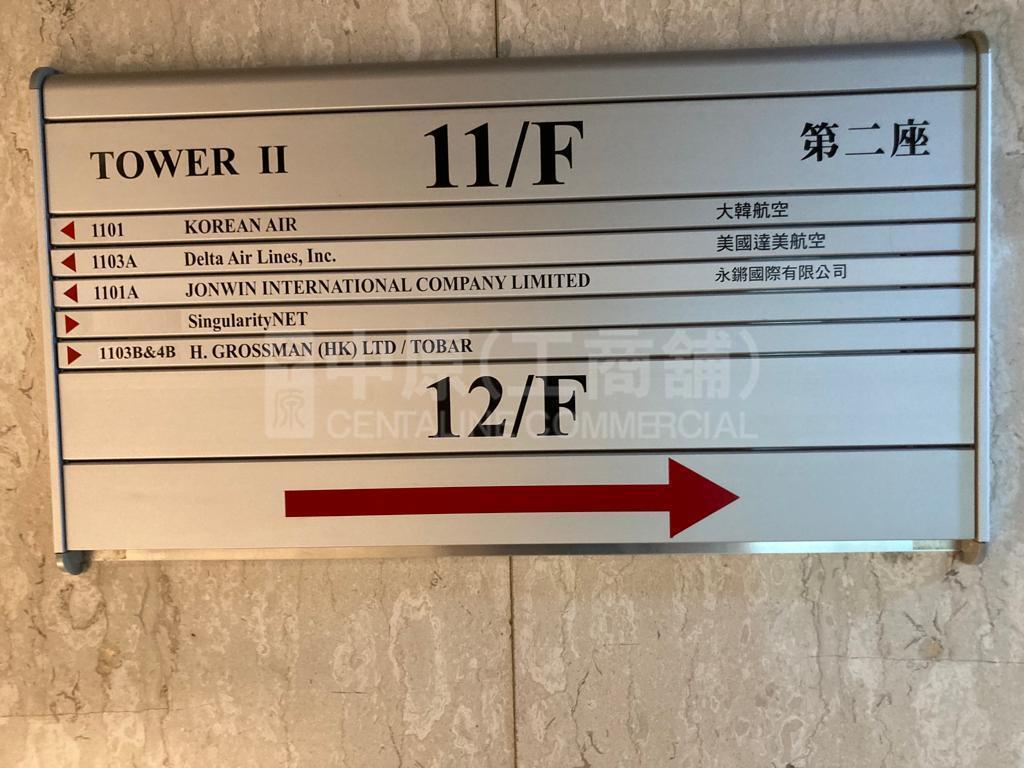 TOWER II 11/F 第二座
1101 KOREAN AIR 大韓航空
1103A Delta Air Lines, Inc. 美國達美航空
1101A JONWIN INTERNATIONAL COMPANY LIMITED 永鏘國際有限公司
SingularityNET
1103B&4B H. GROSSMAN (HK) LTD / TOBAR
中原(工商舖)
12/F
CENTALINE COMMERCIAL